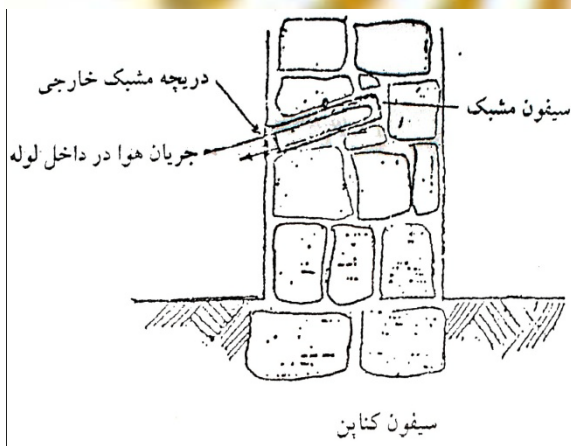 دریچه مشبک خارجی
سیفون مشبک
جریان هوا در داخل لوله
سیفون کناپن